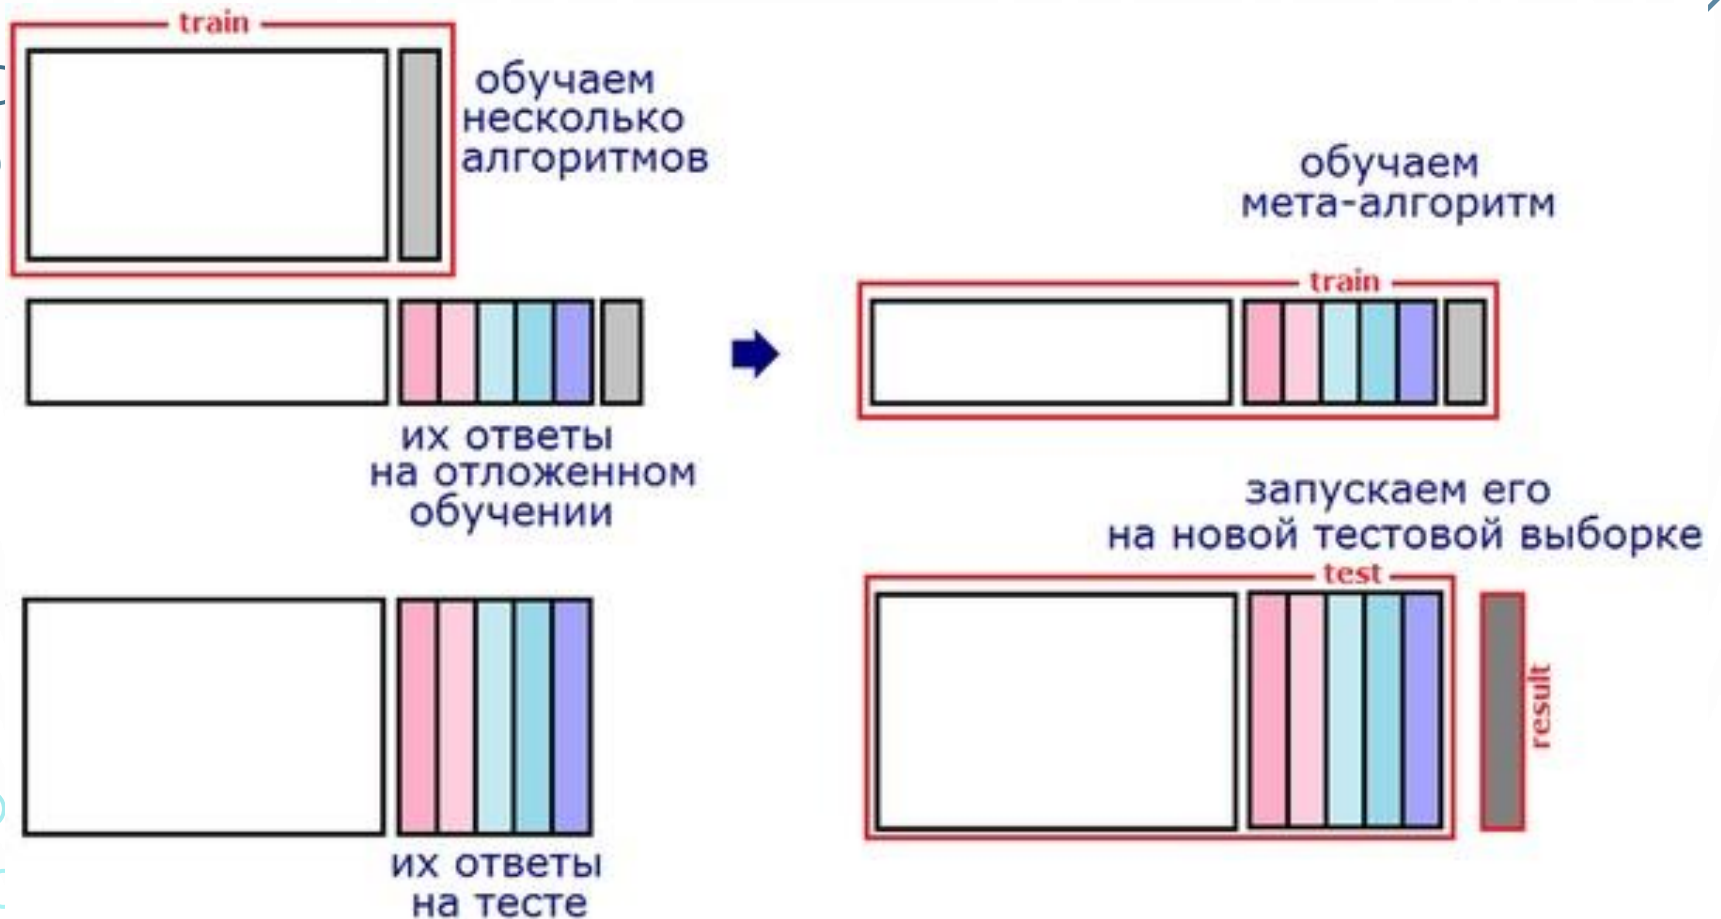 train
обучаем
несколько
алгоритмов
их ответы
на отложенном
обучении
их ответы
на тесте
обучаем
мета-алгоритм
train
запускаем его
на новой тестовой выборке
test
result